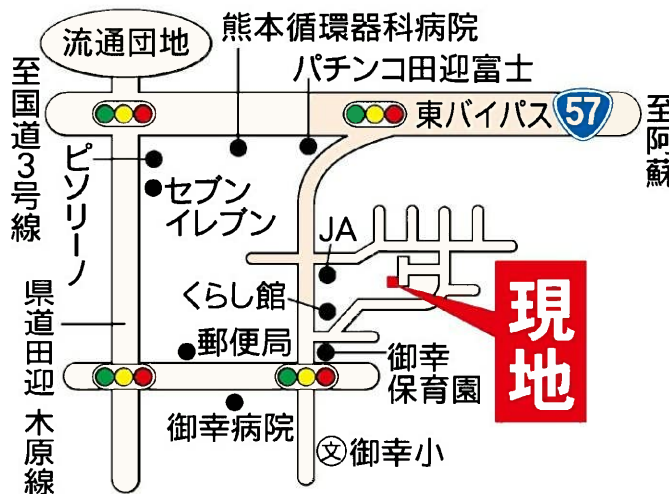 流通団地
熊本循環器科病院
パチンコ田迎富士
至国道3号線
東バイパス
57
至阿蘇
ピソリーノ
セブン
イレブン
JA
くらし館
現地
県道田迎木原線
郵便局
御幸
保育園
御幸病院
文御幸小